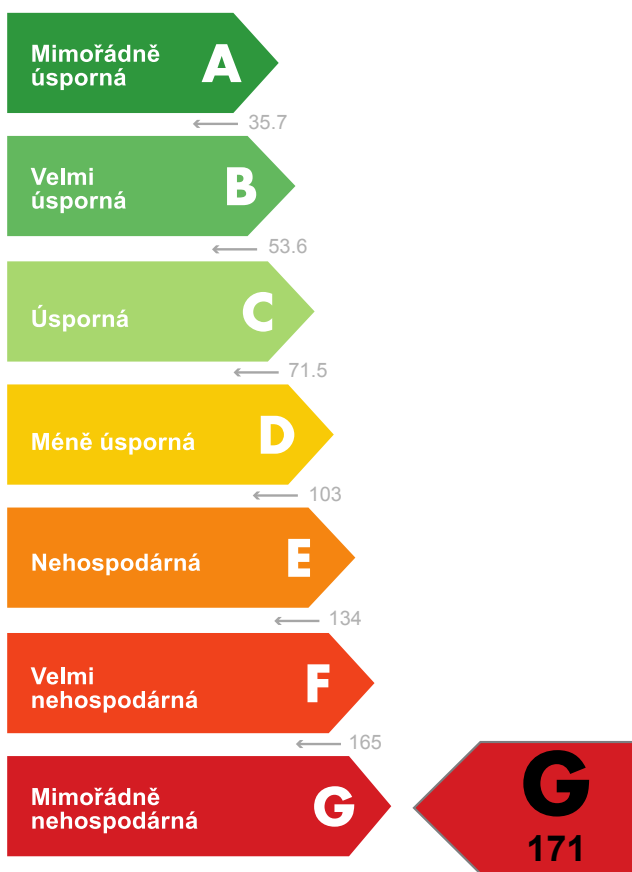 Mimořádně
úsporná
A
35.7
Velmi
úsporná
B
53.6
Úsporná
C
71.5
Méně úsporná
D
103
Nehospodárná
E
134
Velmi
nehospodárná
F
165
Mimořádně
nehospodárná
G
G
171